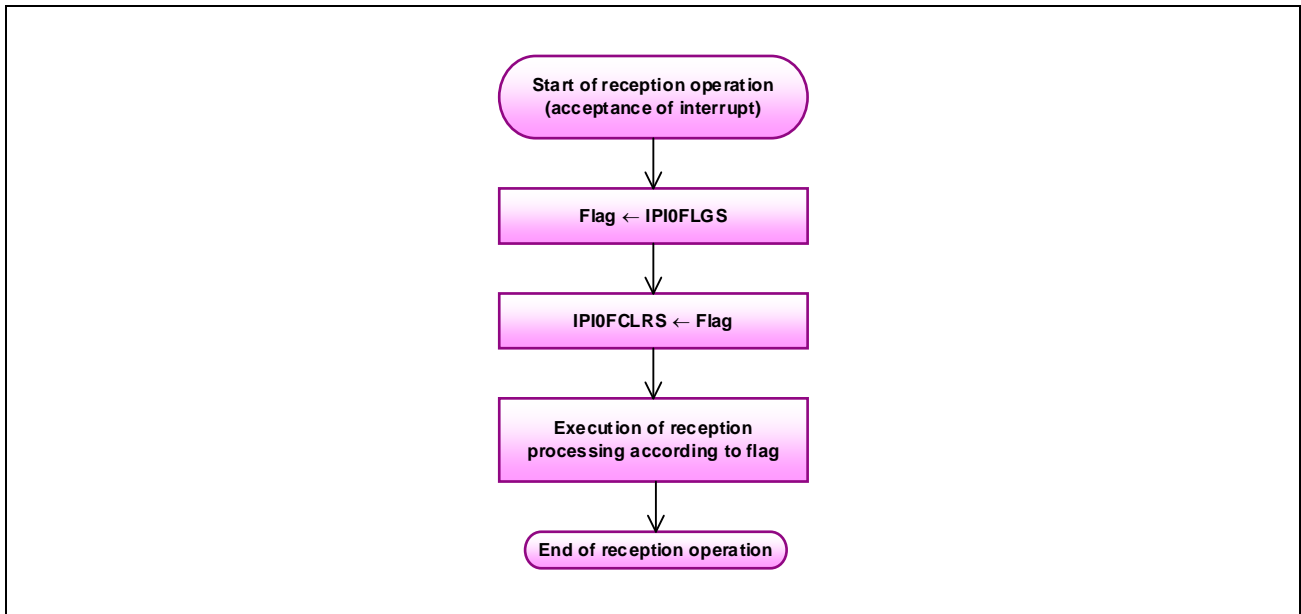 Start of reception operation
(acceptance of interrupt)
Flag ← IPI0FLGS
IPI0FCLRS ← Flag
Execution of reception
processing according to flag
End of reception operation